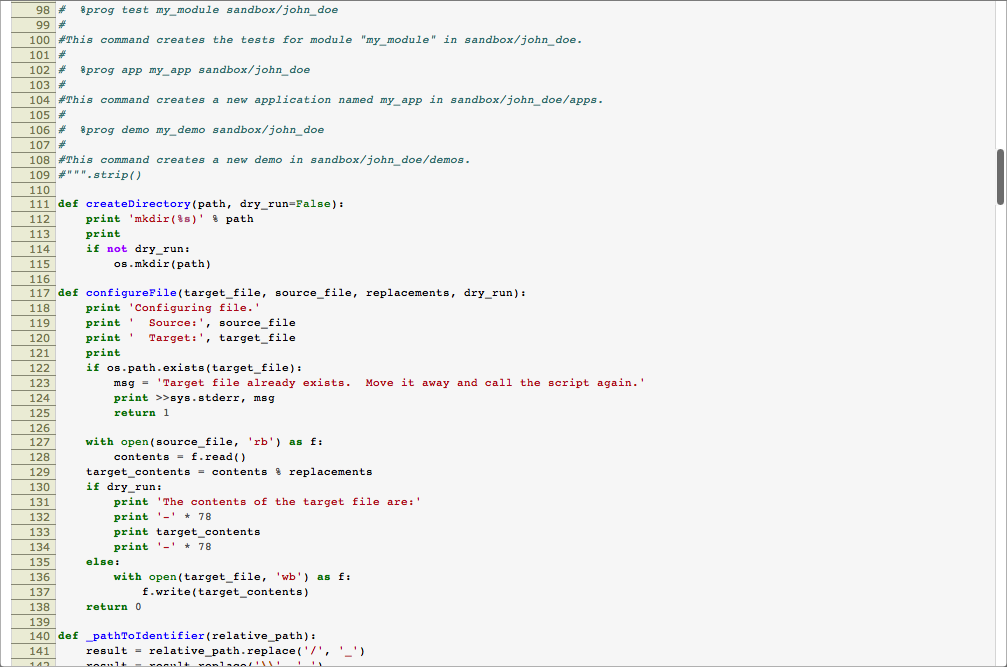 98 #  %prog test my_module sandbox/john_doe
99 #
100 #This command creates the tests for module "my_module" in sandbox/john_doe.
101 #
102 #  %prog app my_app sandbox/john_doe
103 #
104 #This command creates a new application named my_app in sandbox/john_doe/apps.
105 #
106 #  %prog demo my_demo sandbox/john_doe
107 #
108 #This command creates a new demo in sandbox/john_doe/demos.
109 #""".strip()
110
111 def createDirectory(path, dry_run=False):
112     print 'mkdir(%s)' % path
113     print
114     if not dry_run:
115         os.mkdir(path)
116
117 def configureFile(target_file, source_file, replacements, dry_run):
118     print 'Configuring file.'
119     print '  Source:', source_file
120     print '  Target:', target_file
121     print
122     if os.path.exists(target_file):
123         msg = 'Target file already exists.  Move it away and call the script again.'
124         print >>sys.stderr, msg
125         return 1
126
127     with open(source_file, 'rb') as f:
128         contents = f.read()
129     target_contents = contents % replacements
130     if dry_run:
131         print 'The contents of the target file are:'
132         print '-' * 78
133         print target_contents
134         print '-' * 78
135     else:
136         with open(target_file, 'wb') as f:
137             f.write(target_contents)
138     return 0
139
140 def _pathToIdentifier(relative_path):
141     result = relative_path.replace('/', '_')
142     result = result.replace('\\', '_')